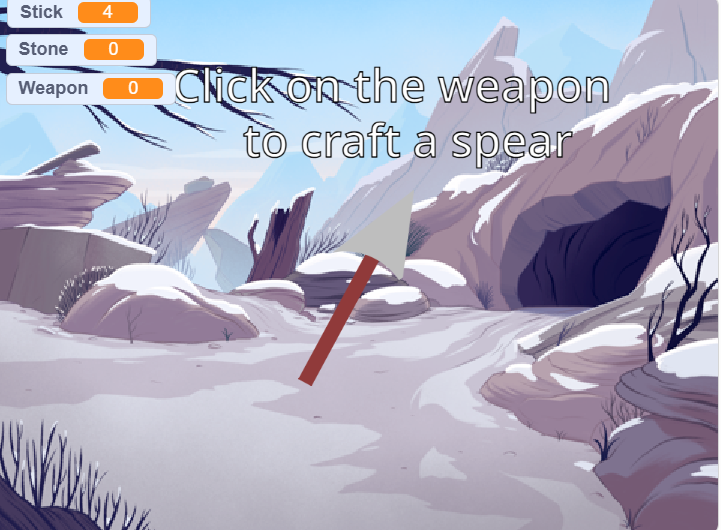 Stick 4
Stone 0
Weapon 0
Click on the weapon
to craft a spear